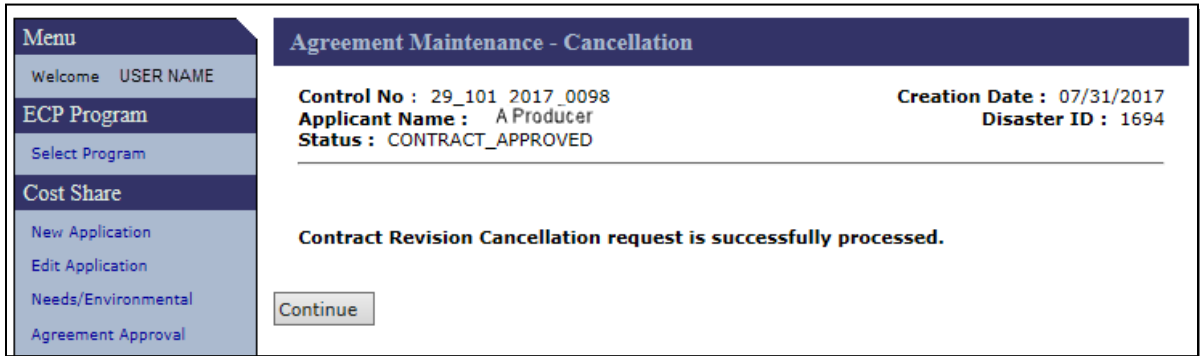 Menu
Welcome USER NAME
ECP Program
Select Program
Cost Share
New Application
Edit Application
Needs/Environmental
Agreement Approval
Agreement Maintenance - Cancellation
Control No : 29_101_2017_0098
Creation Date : 07/31/2017
Applicant Name : A Producer
Disaster ID : 1694
Status : CONTRACT_APPROVED
Contract Revision Cancellation request is successfully processed.
Continue